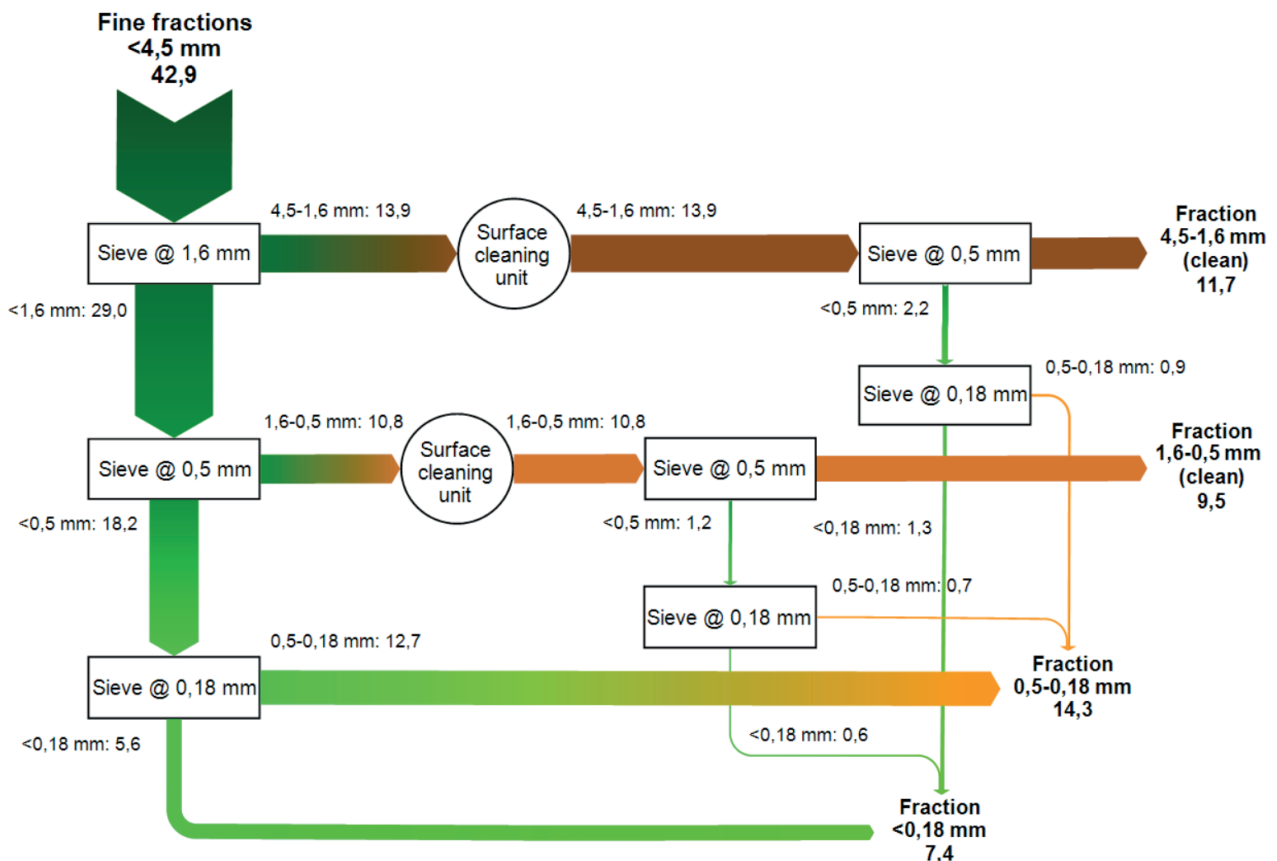 Fine fractions
<4,5 mm
42,9
4,5-1,6 mm: 13,9
4,5-1,6 mm: 13,9
Sieve @ 1,6 mm
Surface
cleaning
unit
Sieve @ 0,5 mm
Fraction
4,5-1,6 mm
(clean)
11,7
<1,6 mm: 29,0
<0,5 mm: 2,2
Sieve @ 0,18 mm
0,5-0,18 mm: 0,9
1,6-0,5 mm: 10,8
1,6-0,5 mm: 10,8
Sieve @ 0,5 mm
Surface
cleaning
unit
Sieve @ 0,5 mm
Fraction
1,6-0,5 mm
(clean)
9,5
<0,5 mm: 18,2
<0,5 mm: 1,2
<0,18 mm: 1,3
0,5-0,18 mm: 0,7
Sieve @ 0,18 mm
0,5-0,18 mm: 12,7
Sieve @ 0,18 mm
Fraction
0,5-0,18 mm
14,3
<0,18 mm: 5,6
<0,18 mm: 0,6
Fraction
<0,18 mm
7,4